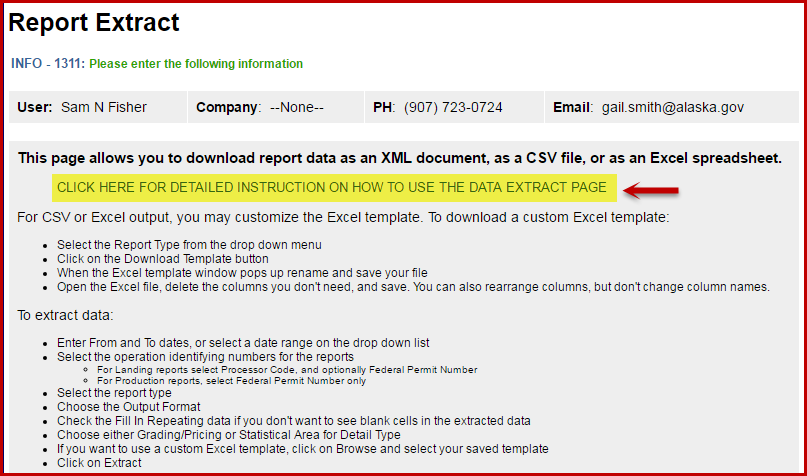 Report Extract
INFO - 1311: Please enter the following information
User: Sam N Fisher Company: --None-- PH: (907) 723-0724 Email: gail.smith@alaska.gov
This page allows you to download report data as an XML document, as a CSV file, or as an Excel spreadsheet.
CLICK HERE FOR DETAILED INSTRUCTION ON HOW TO USE THE DATA EXTRACT PAGE
For CSV or Excel output, you may customize the Excel template. To download a custom Excel template:
Select the Report Type from the drop down menu
Click on the Download Template button
When the Excel template window pops up rename and save your file
Open the Excel file, delete the columns you don't need, and save. You can also rearrange columns, but don't change column names.
To extract data:
Enter From and To dates, or select a date range on the drop down list
Select the operation identifying numbers for the reports
For Landing reports select Processor Code, and optionally Federal Permit Number
For Production reports, select Federal Permit Number only
Select the report type
Choose the Output Format
Check the Fill In Repeating data if you don't want to see blank cells in the extracted data
Choose either Grading/Pricing or Statistical Area for Detail Type
If you want to use a custom Excel template, click on Browse and select your saved template
Click on Extract